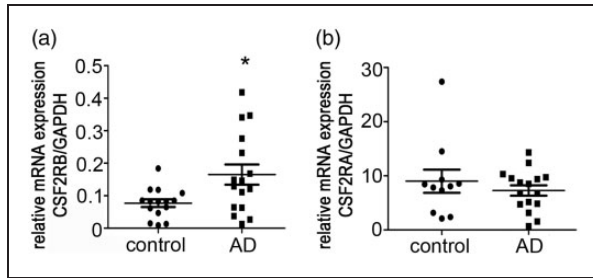 (a)
relative mRNA expression
CSF2RB/GAPDH
0.5
0.4
0.3
0.2
0.1
0
*
control
AD
(b)
relative mRNA expression
CSF2RA/GAPDH
30
20
10
0
control
AD